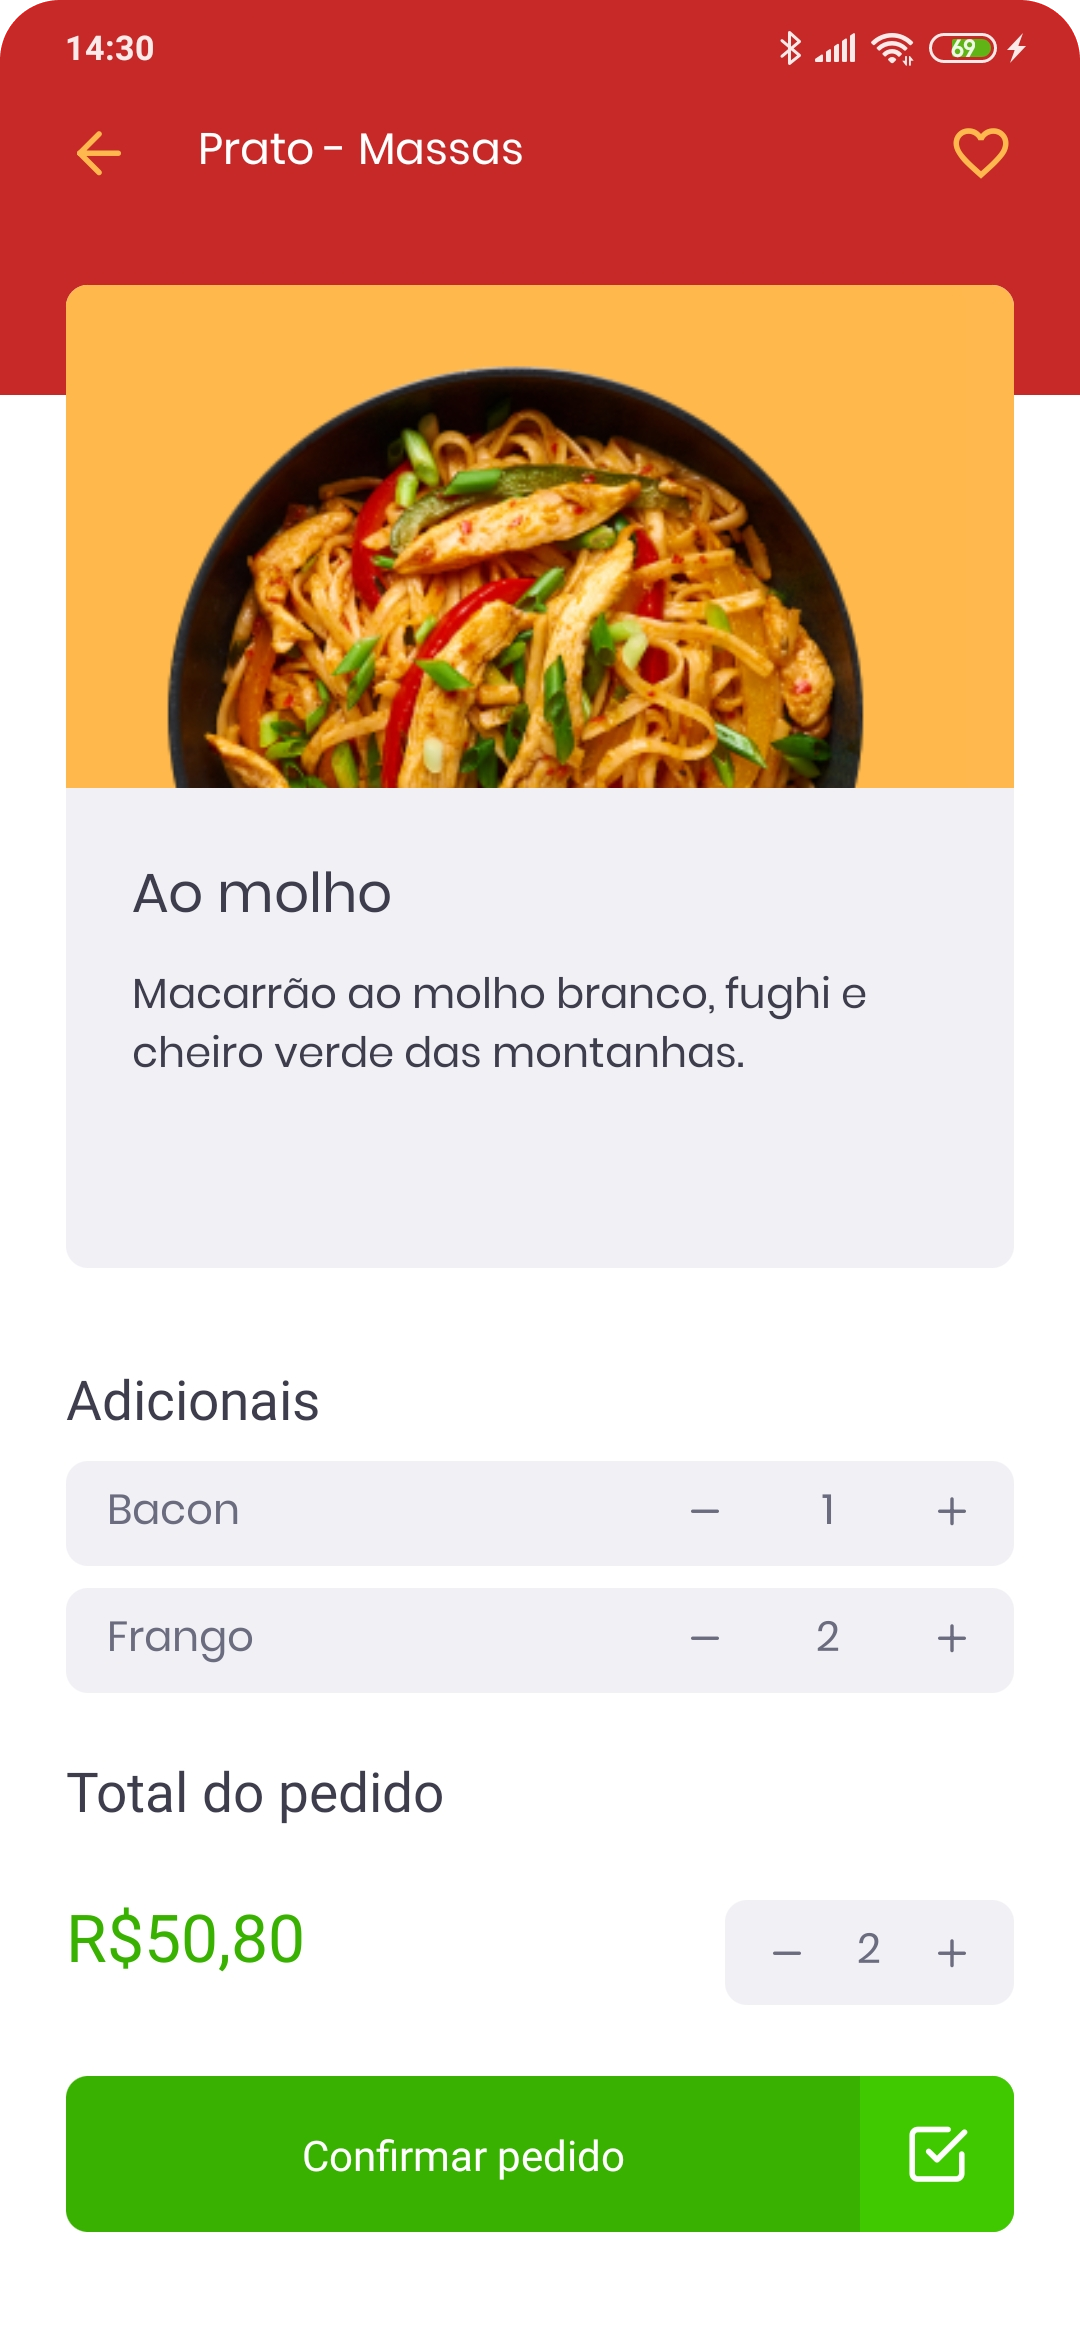 14:30
69
Prato - Massas
Ao molho
Macarrão ao molho branco, fughi e
cheiro verde das montanhas.
Adicionais
Bacon 1
Frango 2
Total do pedido
R$50,80 2
Confirmar pedido